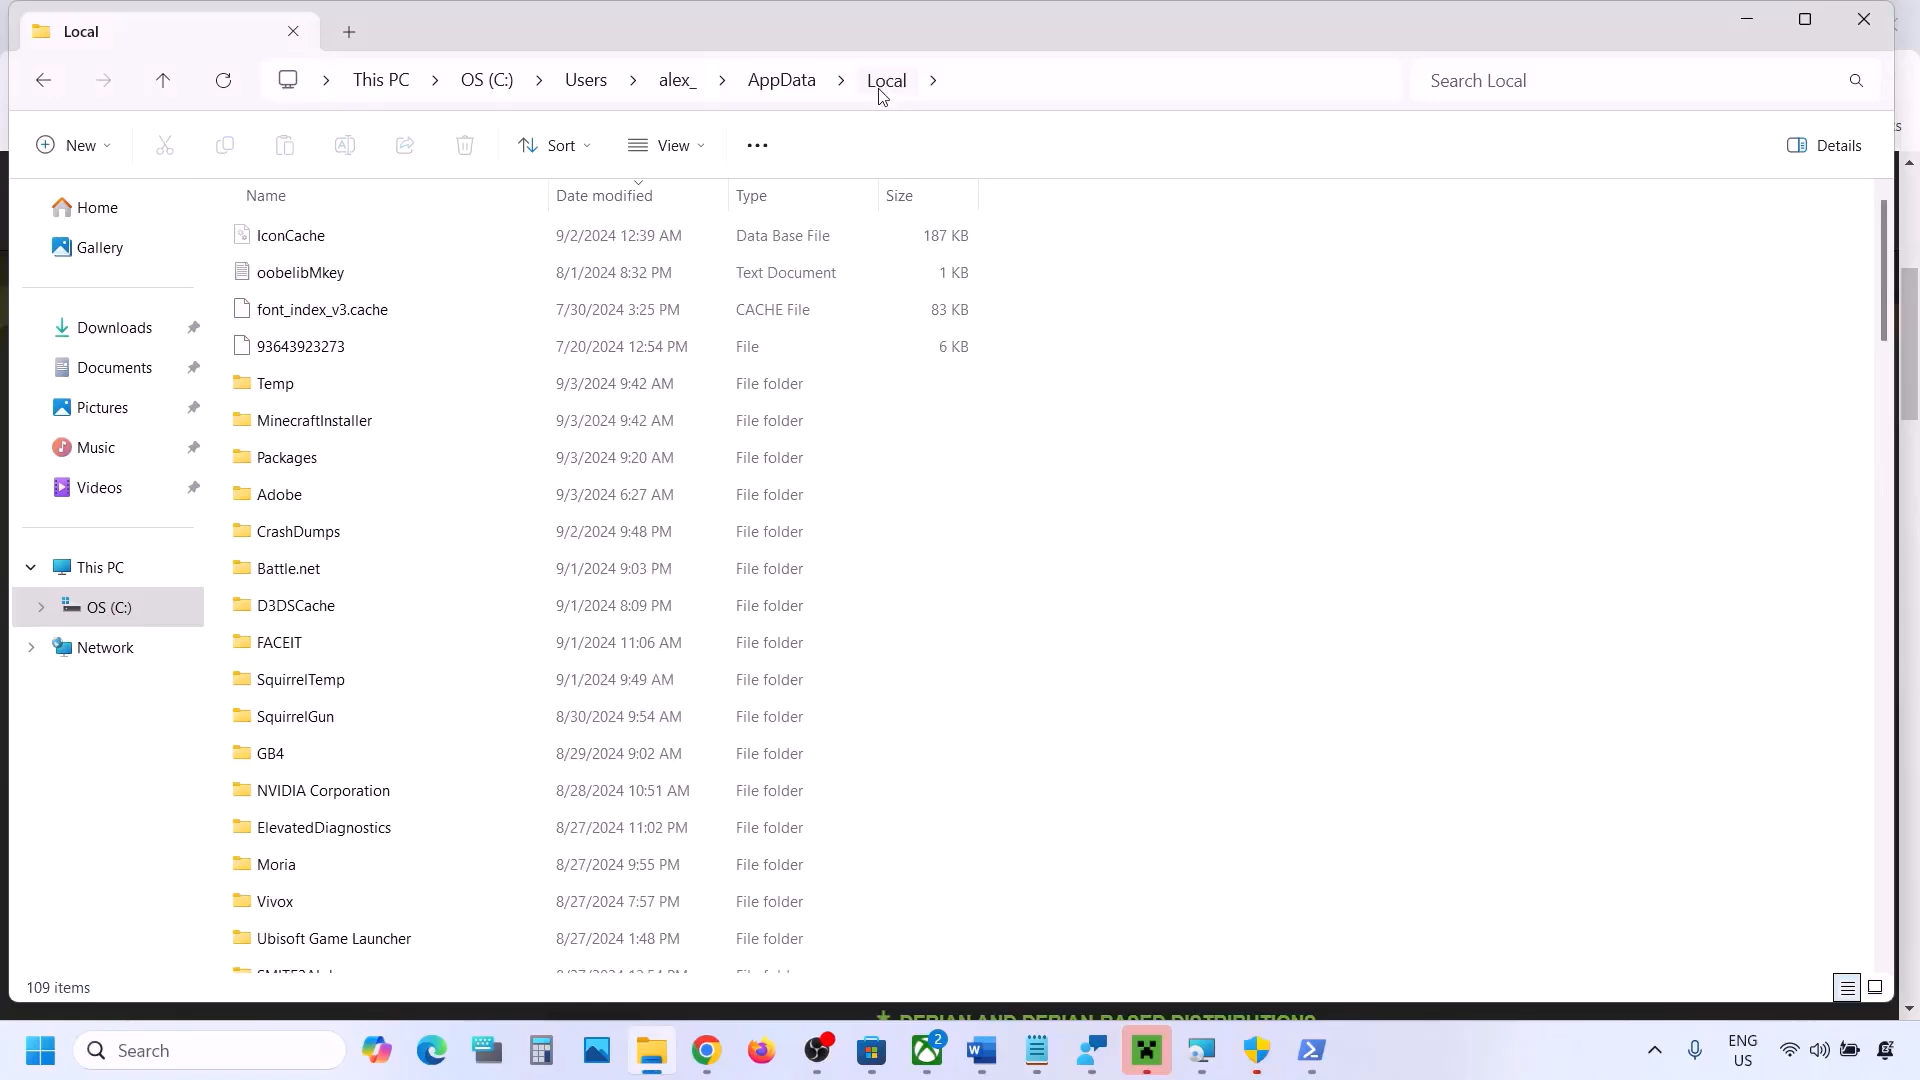 Local
This PC
OS (C:)
Users
alex_
AppData
Local
Search Local
New
Sort
View
Details
Name
Date modified
Type
Size
Home
Gallery
Downloads
Documents
Pictures
Music
Videos
This PC
OS (C:)
Network
IconCache 9/2/2024 12:39 AM Data Base File 187 KB
oobelibMkey 8/1/2024 8:32 PM Text Document 1 KB
font_index_v3.cache 7/30/2024 3:25 PM CACHE File 83 KB
93643923273 7/20/2024 12:54 PM File 6 KB
Temp 9/3/2024 9:42 AM File folder
MinecraftInstaller 9/3/2024 9:42 AM File folder
Packages 9/3/2024 9:20 AM File folder
Adobe 9/3/2024 6:27 AM File folder
CrashDumps 9/2/2024 9:48 PM File folder
Battle.net 9/1/2024 9:03 PM File folder
D3DSCache 9/1/2024 8:09 PM File folder
FACEIT 9/1/2024 11:06 AM File folder
SquirrelTemp 9/1/2024 9:49 AM File folder
SquirrelGun 8/30/2024 9:54 AM File folder
GB4 8/29/2024 9:02 AM File folder
NVIDIA Corporation 8/28/2024 10:51 AM File folder
ElevatedDiagnostics 8/27/2024 11:02 PM File folder
Moria 8/27/2024 9:55 PM File folder
Vivox 8/27/2024 7:57 PM File folder
Ubisoft Game Launcher 8/27/2024 1:48 PM File folder
109 items
DEBIAN AND DEBIAN BASED DISTRIBUTIONS
Search
2
ENG
US